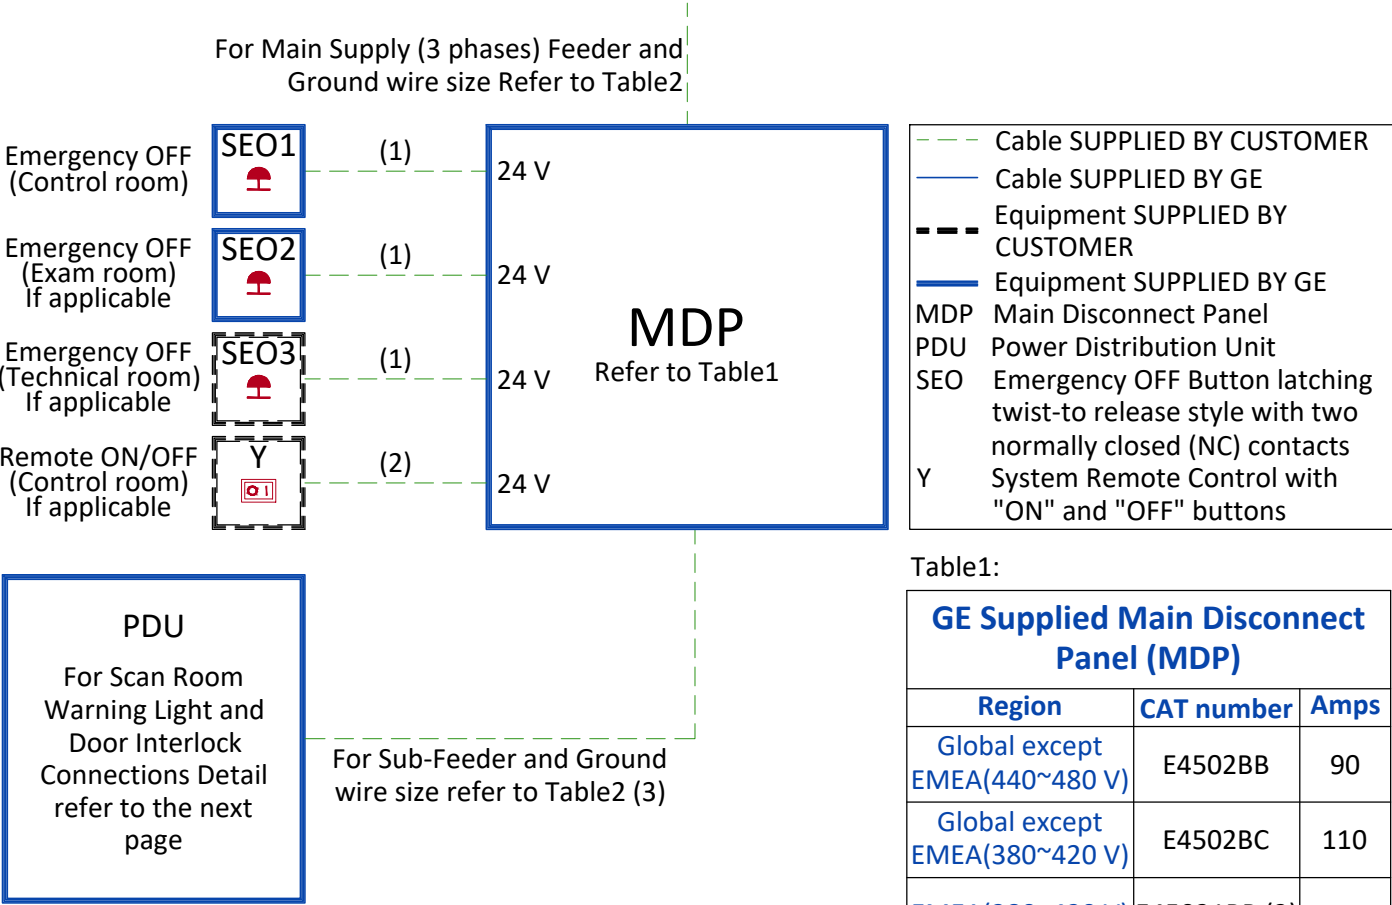 For Main Supply (3 phases) Feeder and
Ground wire size Refer to Table2
Emergency OFF
(Control room)
SEO1
(1)
24 V
Emergency OFF
(Exam room)
If applicable
SEO2
(1)
24 V
Emergency OFF
(Technical room)
If applicable
SEO3
(1)
24 V
Remote ON/OFF
(Control room)
If applicable
Y
(2)
24 V
MDP
Refer to Table1
Cable SUPPLIED BY CUSTOMER
Cable SUPPLIED BY GE
Equipment SUPPLIED BY
CUSTOMER
Equipment SUPPLIED BY GE
MDP Main Disconnect Panel
PDU Power Distribution Unit
SEO Emergency OFF Button latching
twist-to release style with two
normally closed (NC) contacts
Y System Remote Control with
"ON" and "OFF" buttons
PDU
For Scan Room
Warning Light and
Door Interlock
Connections Detail
refer to the next
page
For Sub-Feeder and Ground
wire size refer to Table2 (3)
Table1:
GE Supplied Main Disconnect
Panel (MDP)
Region CAT number Amps
Global except
EMEA(440~480 V) E4502BB 90
Global except
EMEA(380~420 V) E4502BC 110